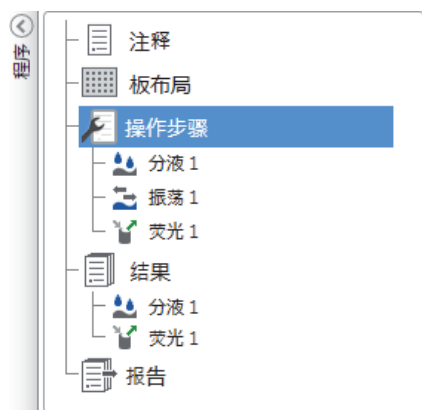 程序
注释
板布局
操作步骤
分液 1
振荡 1
荧光 1
结果
分液 1
荧光 1
报告